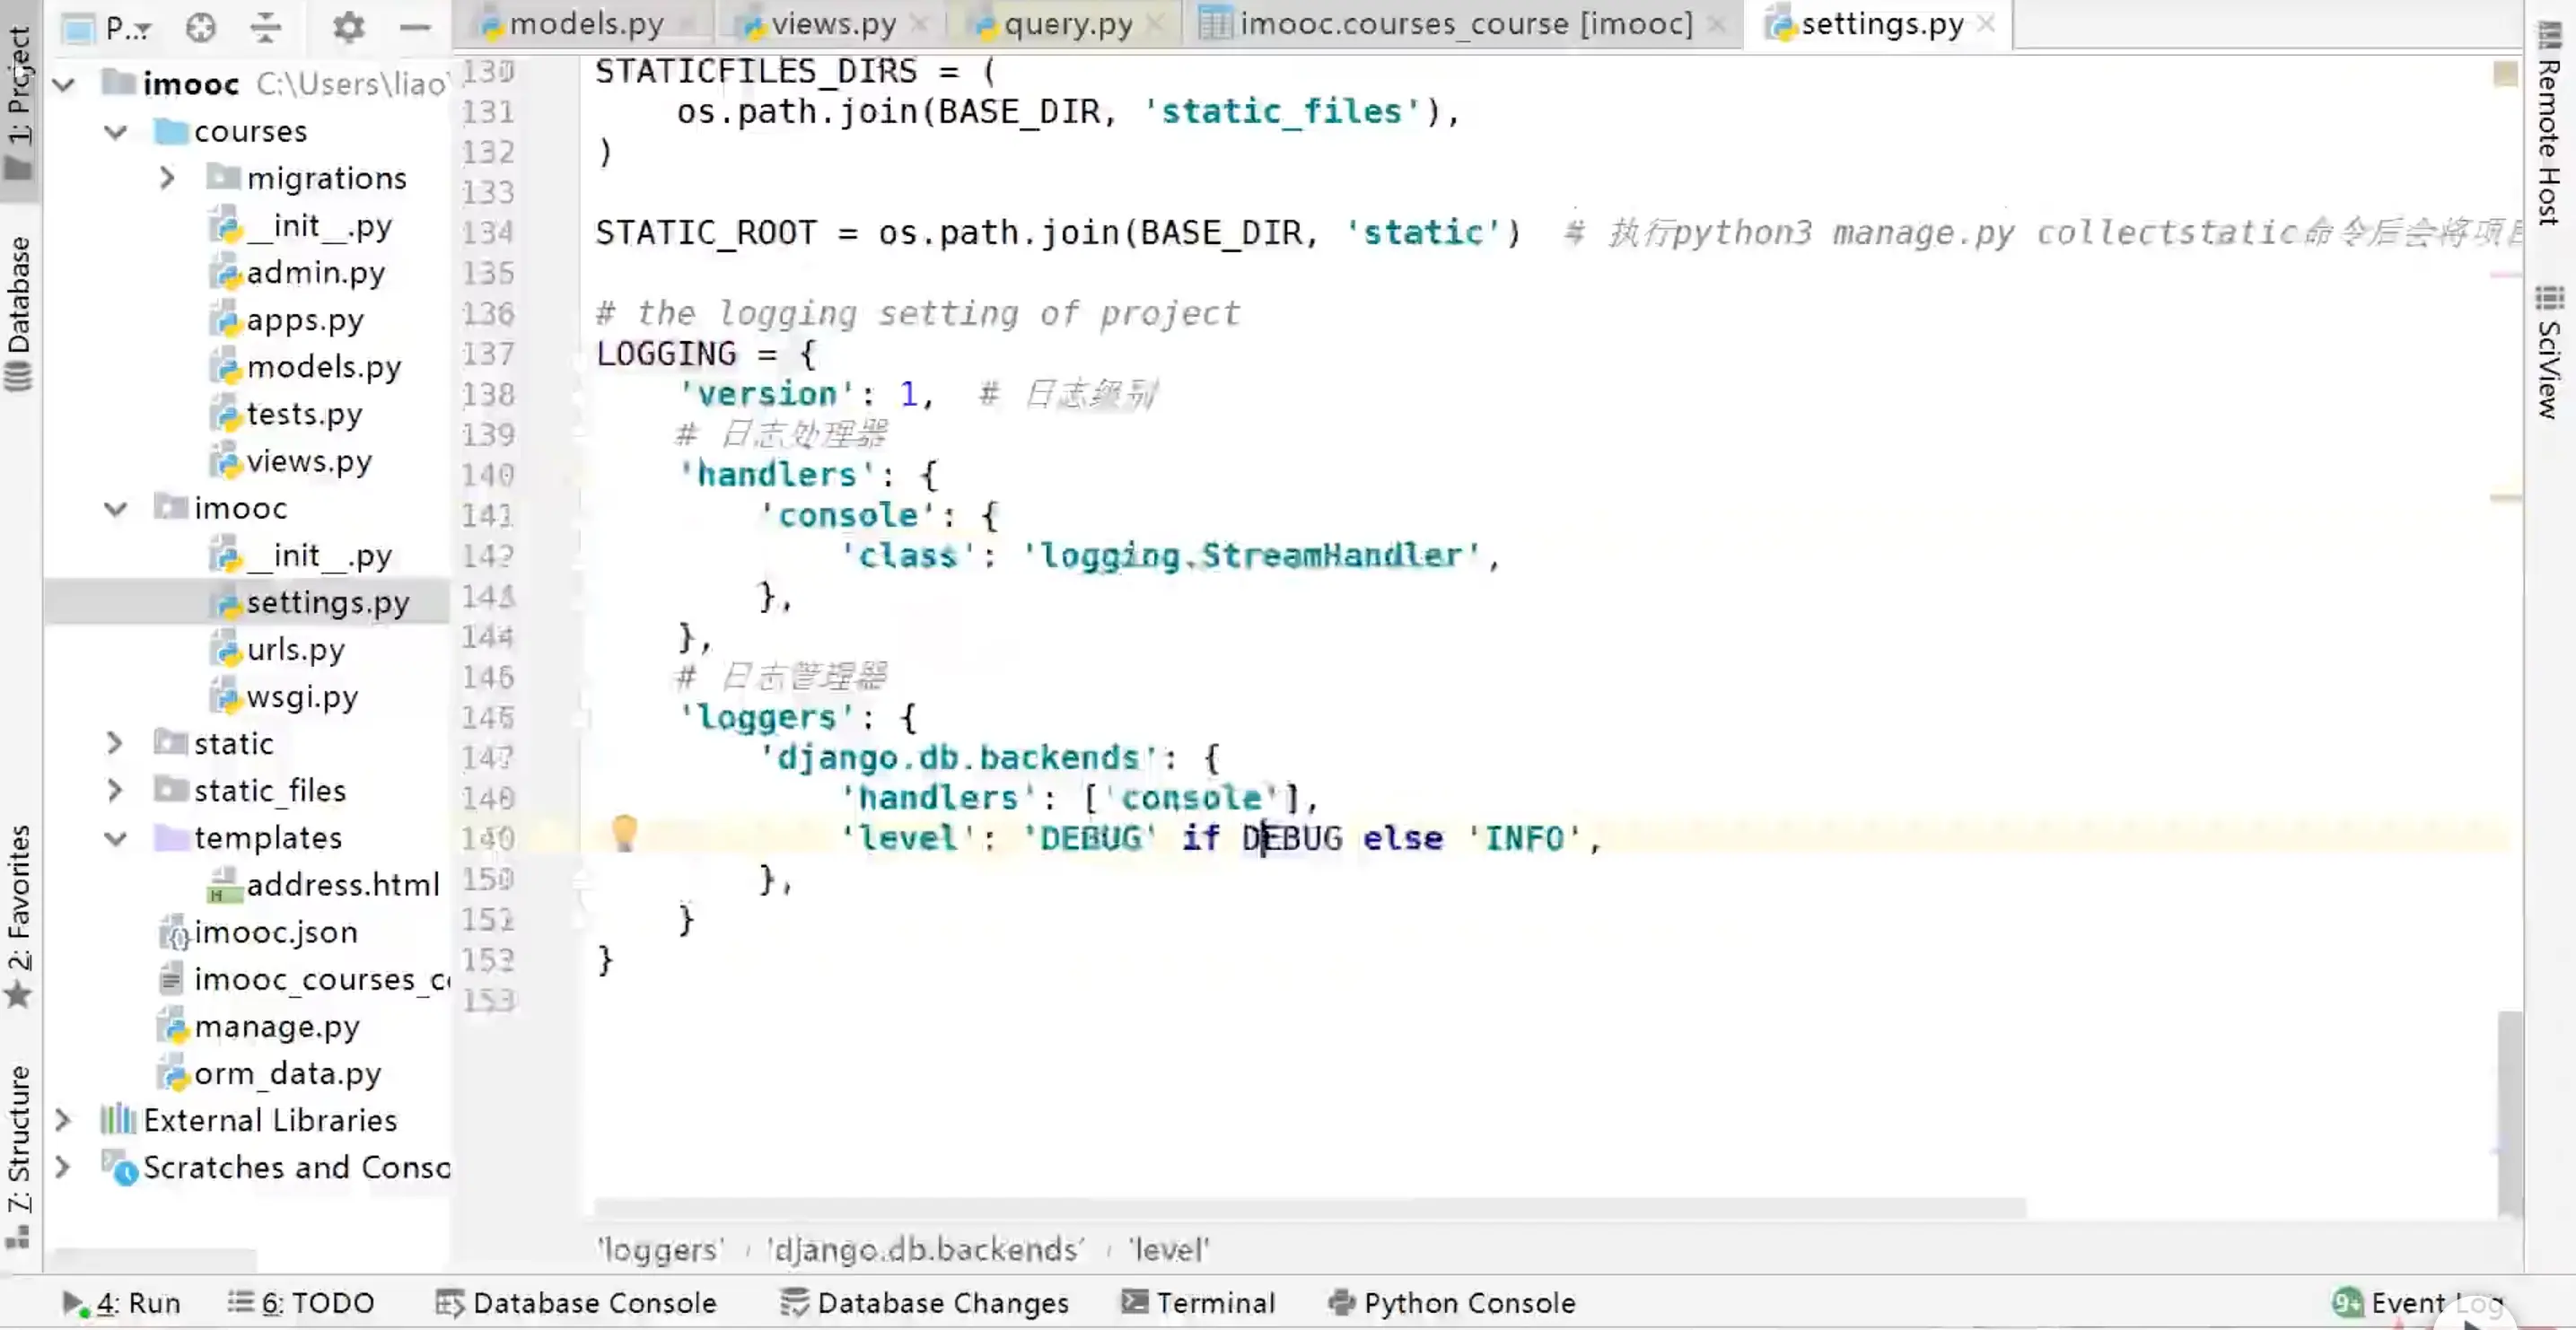 P..
models.py
views.py
query.py
imooc.courses_course [imooc]
settings.py
1: Project
Database
2: Favorites
7: Structure
imooc C:\Users\liao
courses
migrations
__init__.py
admin.py
apps.py
models.py
tests.py
views.py
imooc
__init__.py
settings.py
urls.py
wsgi.py
static
static_files
templates
address.html
imooc.json
imooc_courses_c
manage.py
orm_data.py
External Libraries
Scratches and Conso
130 STATICFILES_DIRS = (
131 os.path.join(BASE_DIR, 'static_files'),
132 )
133
134 STATIC_ROOT = os.path.join(BASE_DIR, 'static') # 执行python3 manage.py collectstatic命令后会将项目
135
136 # the logging setting of project
137 LOGGING = {
138 'version': 1, # 日志级别
139 # 日志处理器
140 'handlers': {
141 'console': {
142 'class': 'logging.StreamHandler',
143 },
144 },
145 # 日志管理器
146 'loggers': {
147 'django.db.backends': {
148 'handlers': ['console'],
149 'level': 'DEBUG' if DEBUG else 'INFO',
150 },
151 }
152 }
153
Remote Host
SciView
'loggers' › 'django.db.backends' › 'level'
4: Run
6: TODO
Database Console
Database Changes
Terminal
Python Console
9+ Event Log